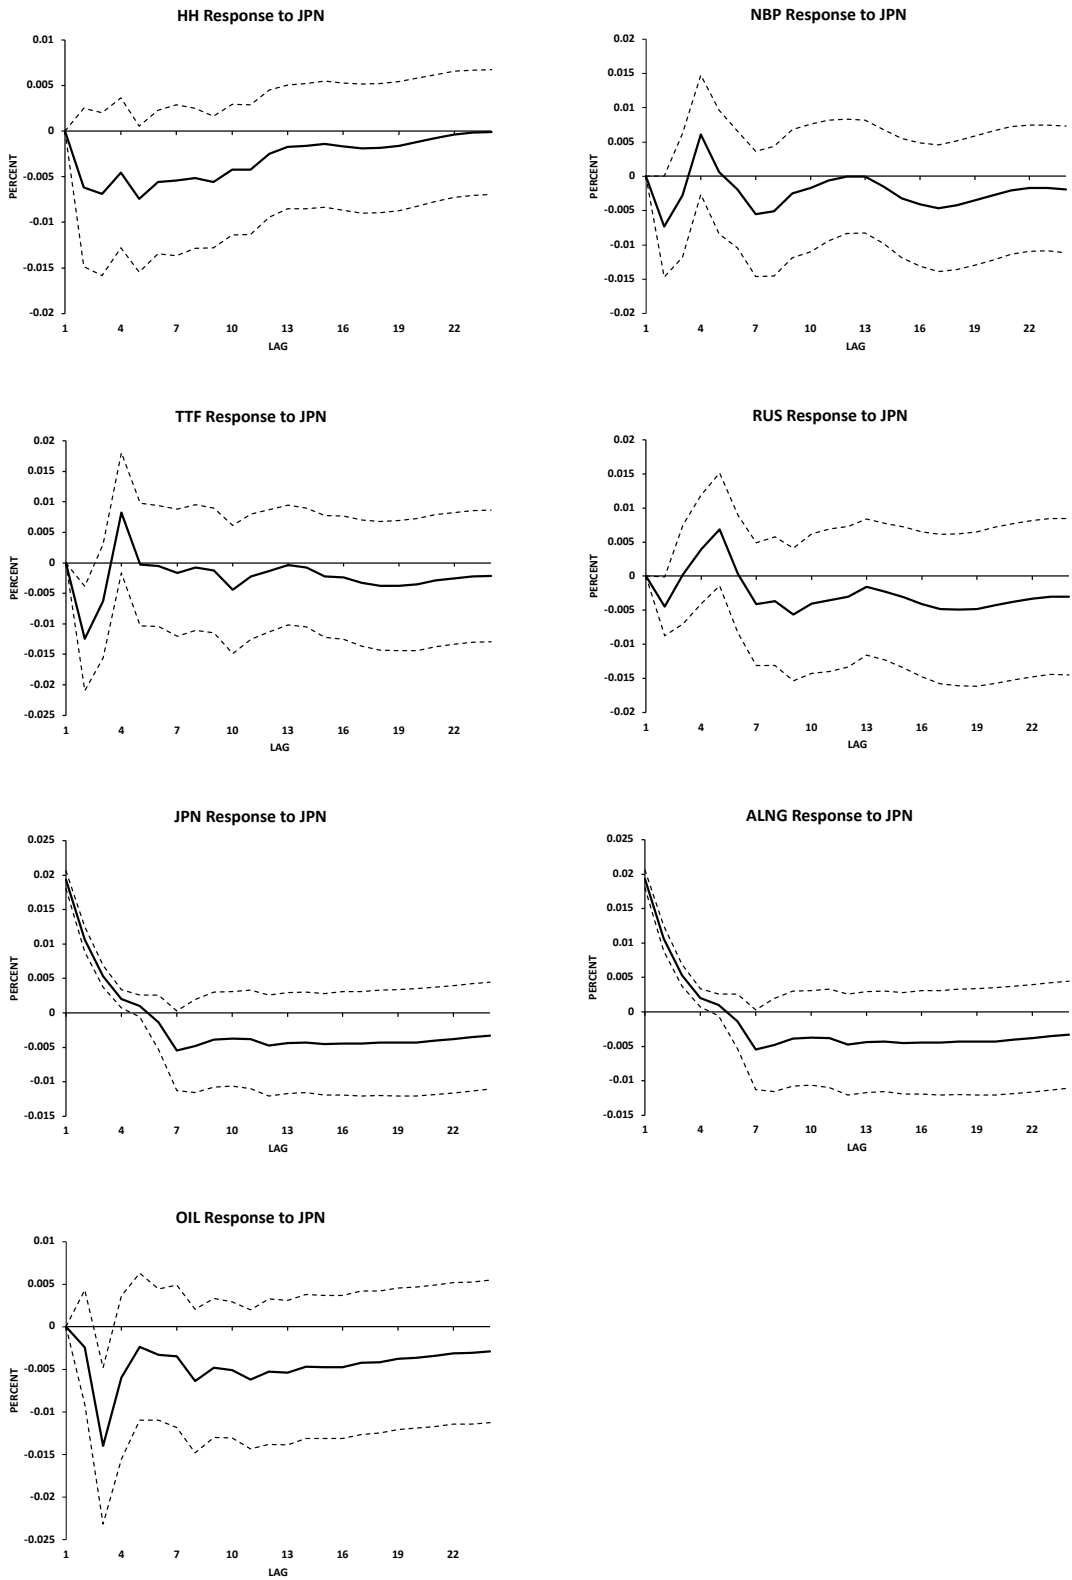 HH Response to JPN
0.01
0.005
0
-0.005
-0.01
-0.015
-0.02
PERCENT
1 4 7 10 13 16 19 22
LAG
NBP Response to JPN
0.02
0.015
0.01
0.005
0
-0.005
-0.01
-0.015
-0.02
PERCENT
1 4 7 10 13 16 19 22
LAG
TTF Response to JPN
0.02
0.015
0.01
0.005
0
-0.005
-0.01
-0.015
-0.02
-0.025
PERCENT
1 4 7 10 13 16 19 22
LAG
RUS Response to JPN
0.02
0.015
0.01
0.005
0
-0.005
-0.01
-0.015
-0.02
PERCENT
1 4 7 10 13 16 19 22
LAG
JPN Response to JPN
0.025
0.02
0.015
0.01
0.005
0
-0.005
-0.01
-0.015
PERCENT
1 4 7 10 13 16 19 22
LAG
ALNG Response to JPN
0.025
0.02
0.015
0.01
0.005
0
-0.005
-0.01
-0.015
PERCENT
1 4 7 10 13 16 19 22
LAG
OIL Response to JPN
0.01
0.005
0
-0.005
-0.01
-0.015
-0.02
-0.025
PERCENT
1 4 7 10 13 16 19 22
LAG